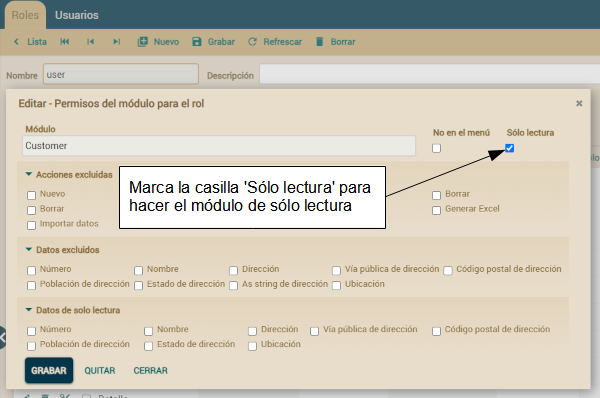 Roles Usuarios
Lista Nuevo Grabar Refrescar Borrar
Nombre user Descripción
Editar - Permisos del módulo para el rol
Módulo No en el menú Sólo lectura
Customer
Marca la casilla 'Sólo lectura' para
hacer el módulo de sólo lectura
Acciones excluidas
Nuevo Borrar
Borrar Generar Excel
Importar datos
Datos excluidos
Número Nombre Dirección Vía pública de dirección Código postal de dirección
Población de dirección Estado de dirección As string de dirección Ubicación
Datos de solo lectura
Número Nombre Dirección Vía pública de dirección Código postal de dirección
Población de dirección Estado de dirección Ubicación
GRABAR QUITAR CERRAR